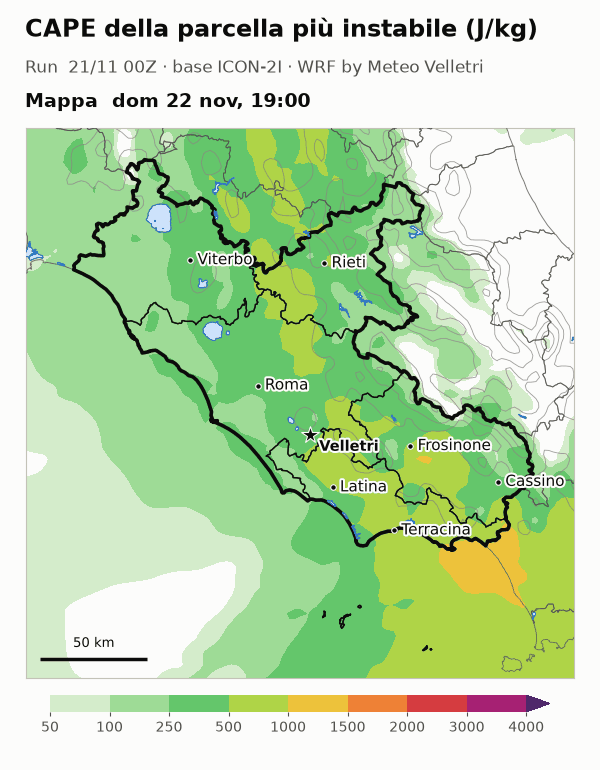 CAPE della parcella più instabile (J/kg)
Run  21/11 00Z · base ICON-2I · WRF by Meteo Velletri
Mappa  dom 22 nov, 19:00
Viterbo
Rieti
Roma
Velletri
Frosinone
Latina
Cassino
Terracina
50 km
50 100 250 500 1000 1500 2000 3000 4000